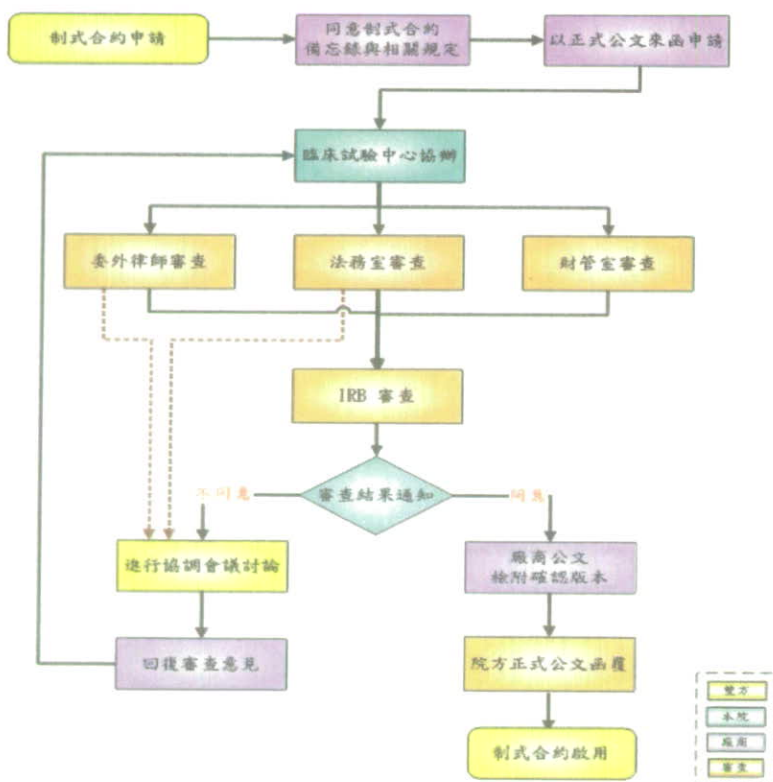 制式合約申請
同意制式合約
備忘錄與相關規定
以正式公文來函申請
臨床試驗中心協辦
委外律師審查
法務室審查
財管室審查
IRB 審查
審查結果通知
不同意
同意
進行協調會議討論
廠商公文
檢附確認版本
回復審查意見
院方正式公文函覆
制式合約啟用
雙方
本院
廠商
審查